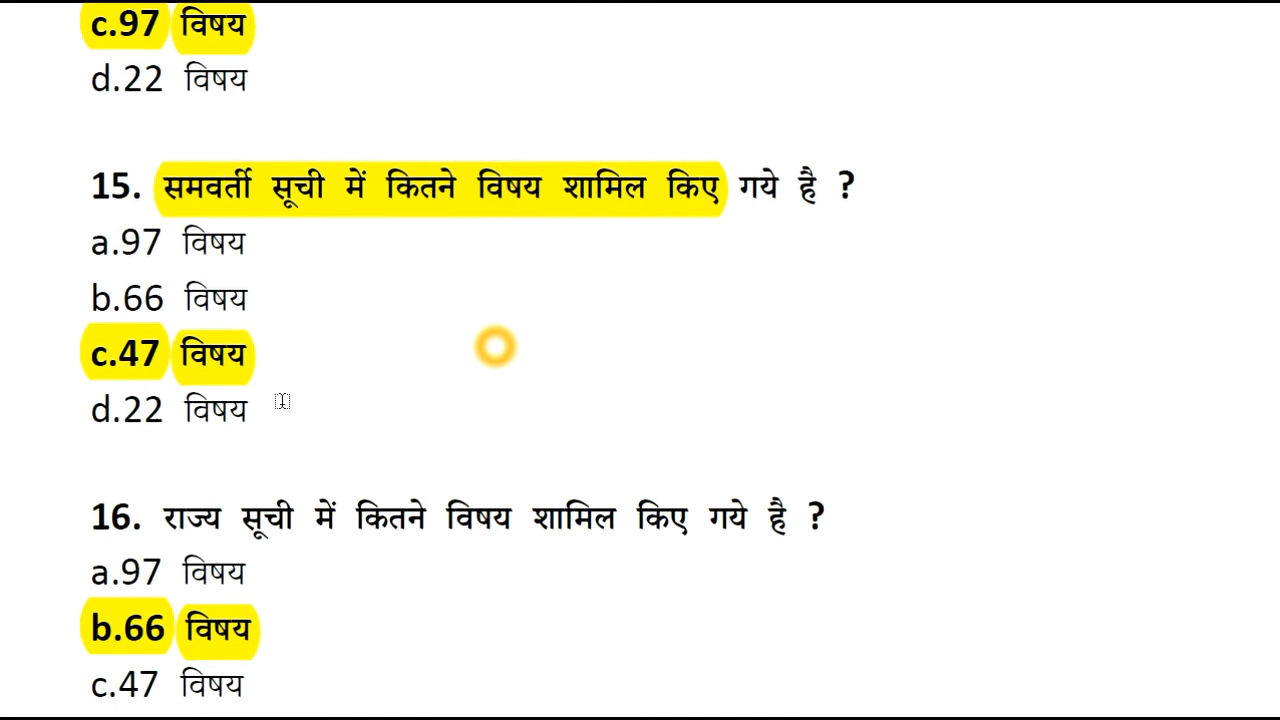 c.97 विषय
d.22 विषय
15. समवर्ती सूची में कितने विषय शामिल किए गये है ?
a.97 विषय
b.66 विषय
c.47 विषय
d.22 विषय
16. राज्य सूची में कितने विषय शामिल किए गये है ?
a.97 विषय
b.66 विषय
c.47 विषय